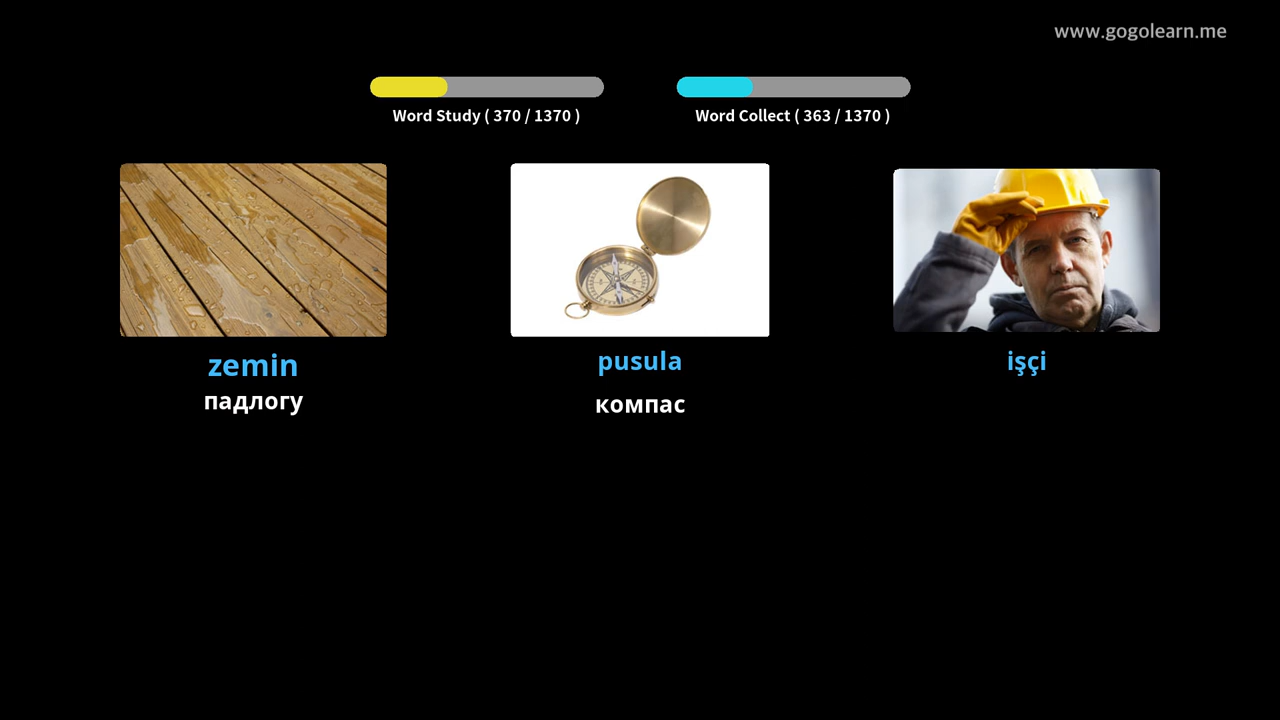 www.gogolearn.me
Word Study ( 370 / 1370 )
Word Collect ( 363 / 1370 )
zemin
падлогу
pusula
компас
işçi